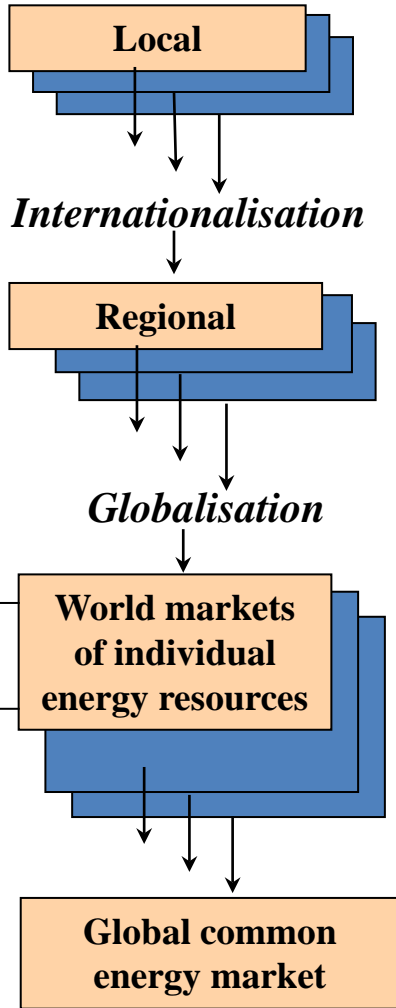 Local
Internationalisation
Regional
Globalisation
World markets
of individual
energy resources
Global common
energy market